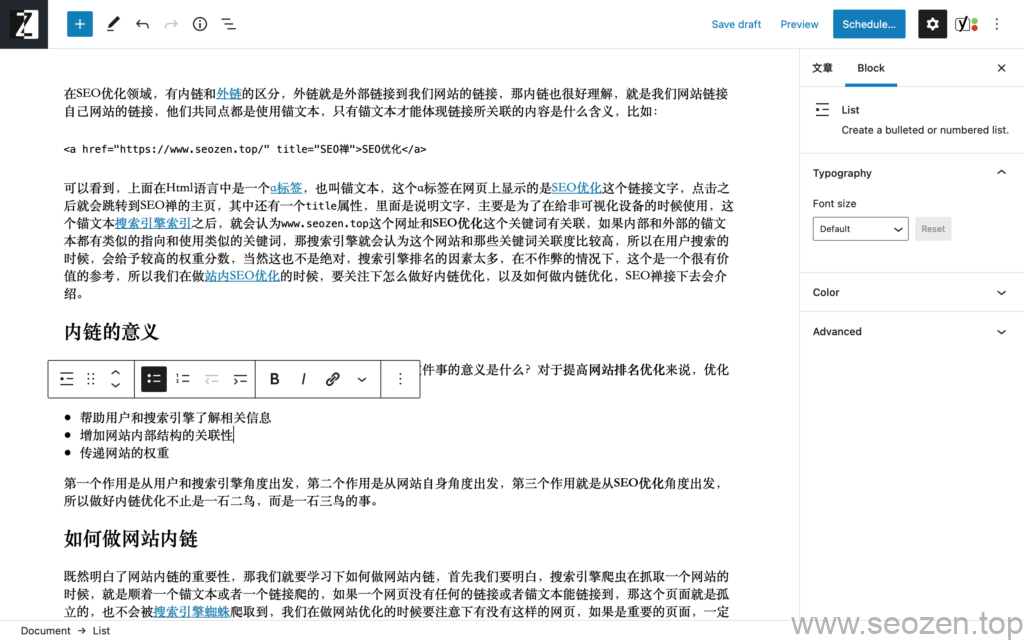 Save draft
Preview
Schedule...
文章
Block
List
Create a bulleted or numbered list.
Typography
Font size
Default
Reset
Color
Advanced
在SEO优化领域，有内链和外链的区分，外链就是外部链接到我们网站的链接，那内链也很好理解，就是我们网站链接
自己网站的链接，他们共同点都是使用锚文本，只有锚文本才能体现链接所关联的内容是什么含义，比如：
<a href="https://www.seozen.top/" title="SEO禅">SEO优化</a>
可以看到，上面在Html语言中是一个a标签，也叫锚文本，这个a标签在网页上显示的是SEO优化这个链接文字，点击之
后就会跳转到SEO禅的主页，其中还有一个title属性，里面是说明文字，主要是为了在给非可视化设备的时候使用，这
个锚文本搜索引擎索引之后，就会认为www.seozen.top这个网址和SEO优化这个关键词有关联，如果内部和外部的锚文
本都有类似的指向和使用类似的关键词，那搜索引擎就会认为这个网站和那些关键词关联度比较高，所以在用户搜索的
时候，会给予较高的权重分数，当然这也不是绝对，搜索引擎排名的因素太多，在不作弊的情况下，这个是一个很有价
值的参考，所以我们在做站内SEO优化的时候，要关注下怎么做好内链优化，以及如何做内链优化，SEO禅接下去会介
绍。
内链的意义
件事的意义是什么？对于提高网站排名优化来说，优化
B I
帮助用户和搜索引擎了解相关信息
增加网站内部结构的关联性
传递网站的权重
第一个作用是从用户和搜索引擎角度出发，第二个作用是从网站自身角度出发，第三个作用就是从SEO优化角度出发，
所以做好内链优化不止是一石二鸟，而是一石三鸟的事。
如何做网站内链
既然明白了网站内链的重要性，那我们就要学习下如何做网站内链，首先我们要明白，搜索引擎爬虫在抓取一个网站的
时候，就是顺着一个锚文本或者一个链接爬的，如果一个网页没有任何的链接或者锚文本能链接到，那这个页面就是孤
立的，也不会被搜索引擎蜘蛛爬取到，我们在做网站优化的时候要注意下有没有这样的网页，如果是重要的页面，一定
Document → List
www.seozen.top